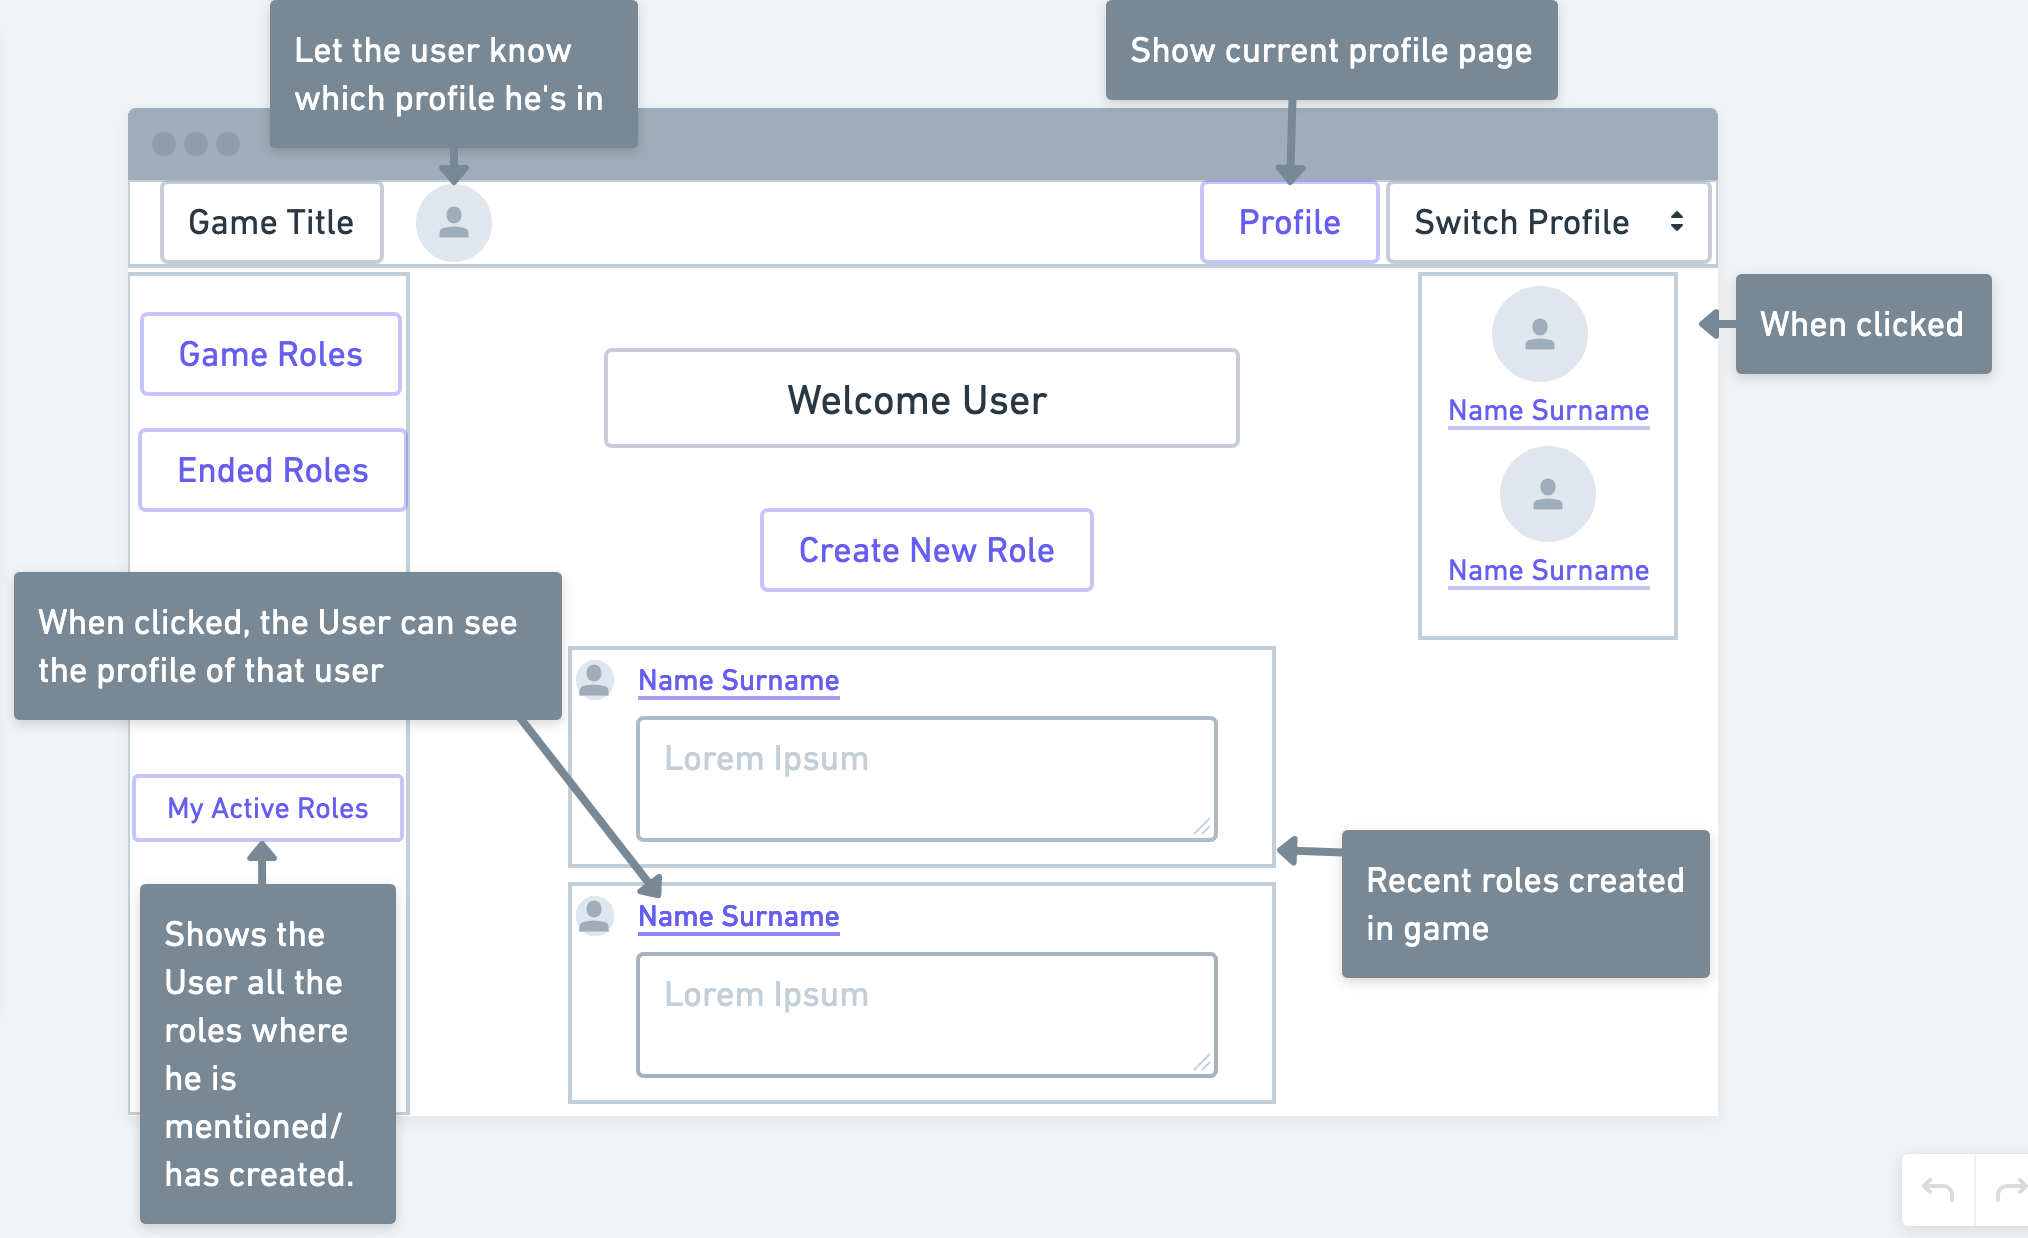 Let the user know
which profile he's in
Show current profile page
Game Title
Profile
Switch Profile
When clicked
Game Roles
Ended Roles
Welcome User
Create New Role
Name Surname
Name Surname
When clicked, the User can see
the profile of that user
Name Surname
Lorem Ipsum
My Active Roles
Name Surname
Lorem Ipsum
Recent roles created
in game
Shows the
User all the
roles where
he is
mentioned/
has created.